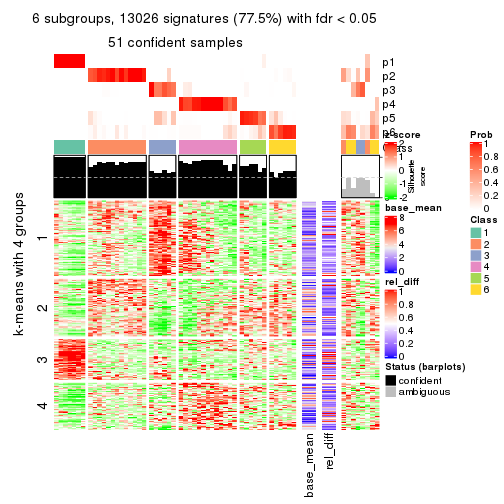 6 subgroups, 13026 signatures (77.5%) with fdr < 0.05
51 confident samples
p1
p2
p3
p4
p5
p6
Class
z-score
2
1
0
-1
-2
Silhouette
score
Prob
1
0.8
0.6
0.4
0.2
0
base_mean
8
6
4
2
0
Class
1
2
3
4
5
6
rel_diff
1
0.8
0.6
0.4
0.2
0
Status (barplots)
confident
ambiguous
k-means with 4 groups
1
2
3
4
base_mean
rel_diff